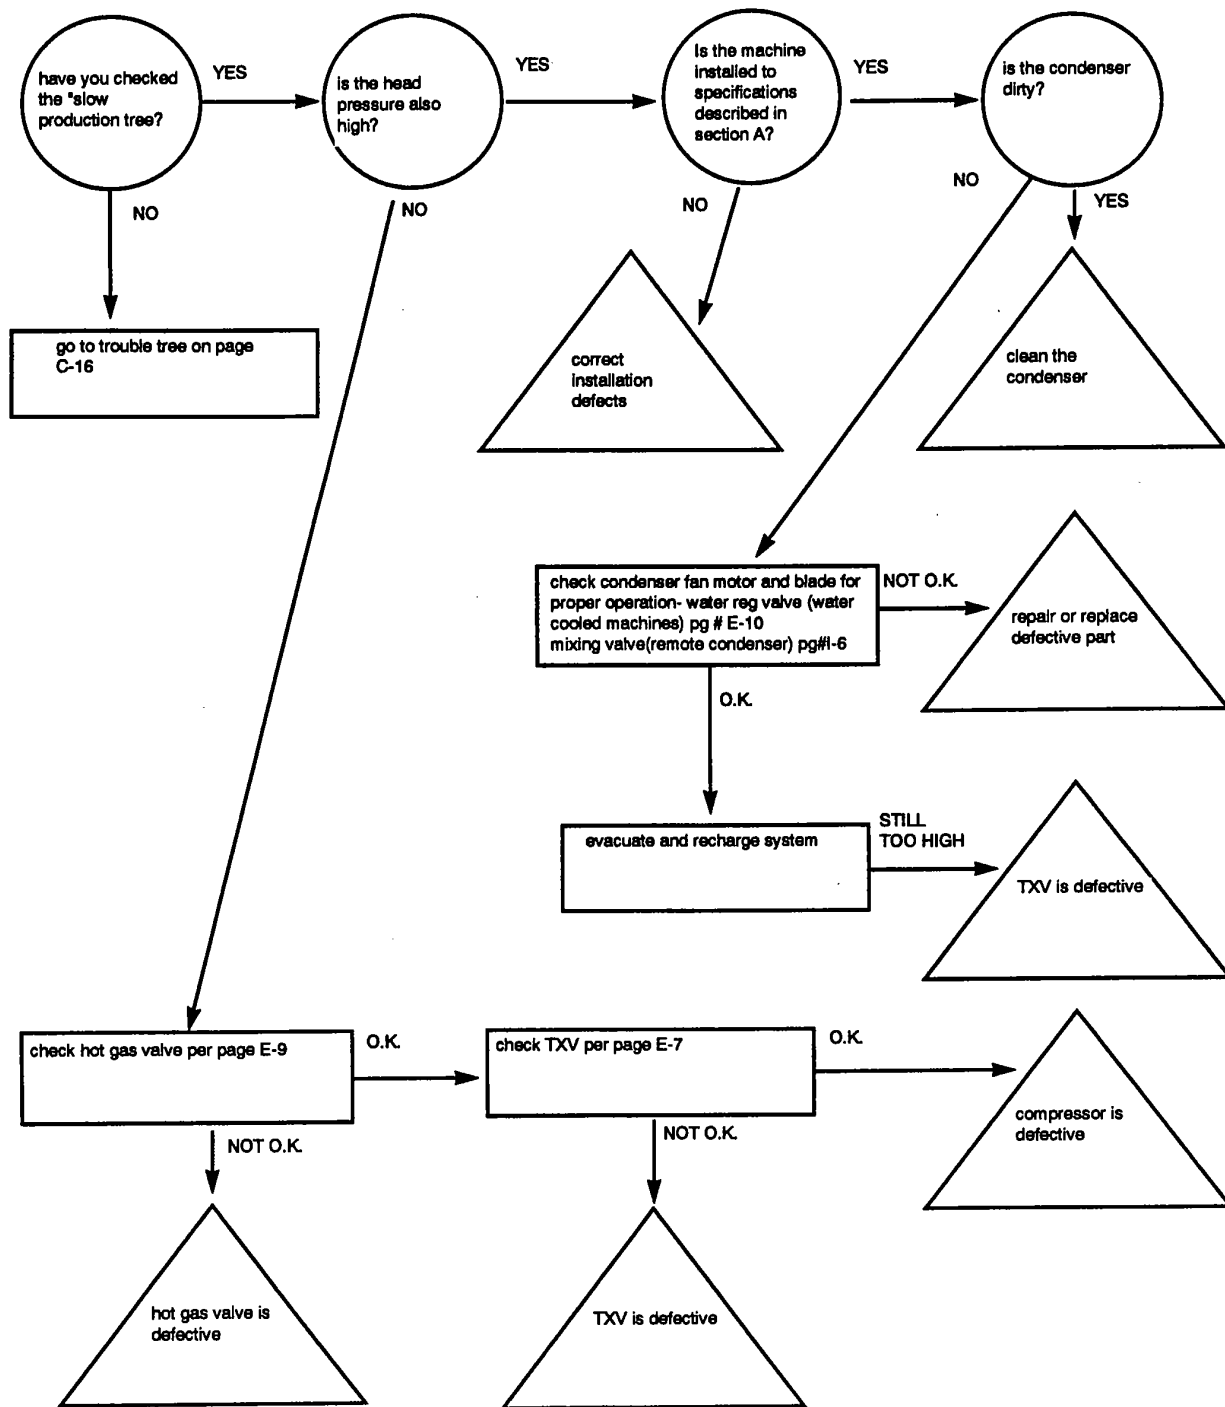 have you checked
the "slow
production tree?
YES
is the head
pressure also
high?
YES
Is the machine
installed to
specifications
described in
section A?
YES
is the condenser
dirty?
NO
NO
NO
NO
YES
go to trouble tree on page
C-16
correct
installation
defects
clean the
condenser
check condenser fan motor and blade for
proper operation- water reg valve (water
cooled machines) pg # E-10
mixing valve(remote condenser) pg#I-6
NOT O.K.
repair or replace
defective part
O.K.
evacuate and recharge system
STILL
TOO HIGH
TXV is defective
check hot gas valve per page E-9
O.K.
check TXV per page E-7
O.K.
compressor is
defective
NOT O.K.
NOT O.K.
hot gas valve is
defective
TXV is defective